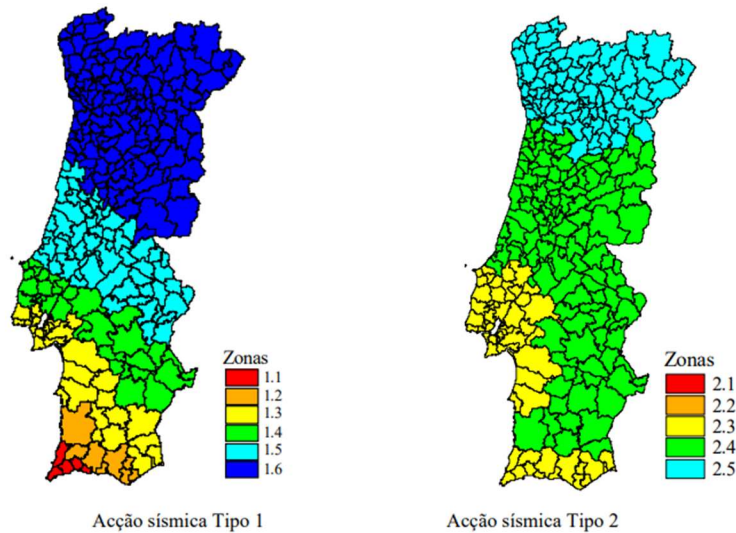 Zonas
1.1
1.2
1.3
1.4
1.5
1.6
Zonas
2.1
2.2
2.3
2.4
2.5
Acção sísmica Tipo 1
Acção sísmica Tipo 2